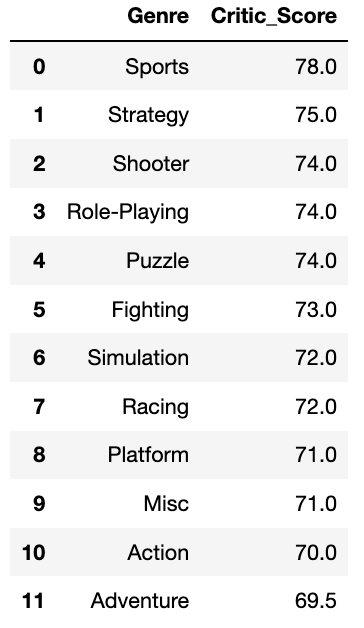 Genre Critic_Score
0 Sports 78.0
1 Strategy 75.0
2 Shooter 74.0
3 Role-Playing 74.0
4 Puzzle 74.0
5 Fighting 73.0
6 Simulation 72.0
7 Racing 72.0
8 Platform 71.0
9 Misc 71.0
10 Action 70.0
11 Adventure 69.5